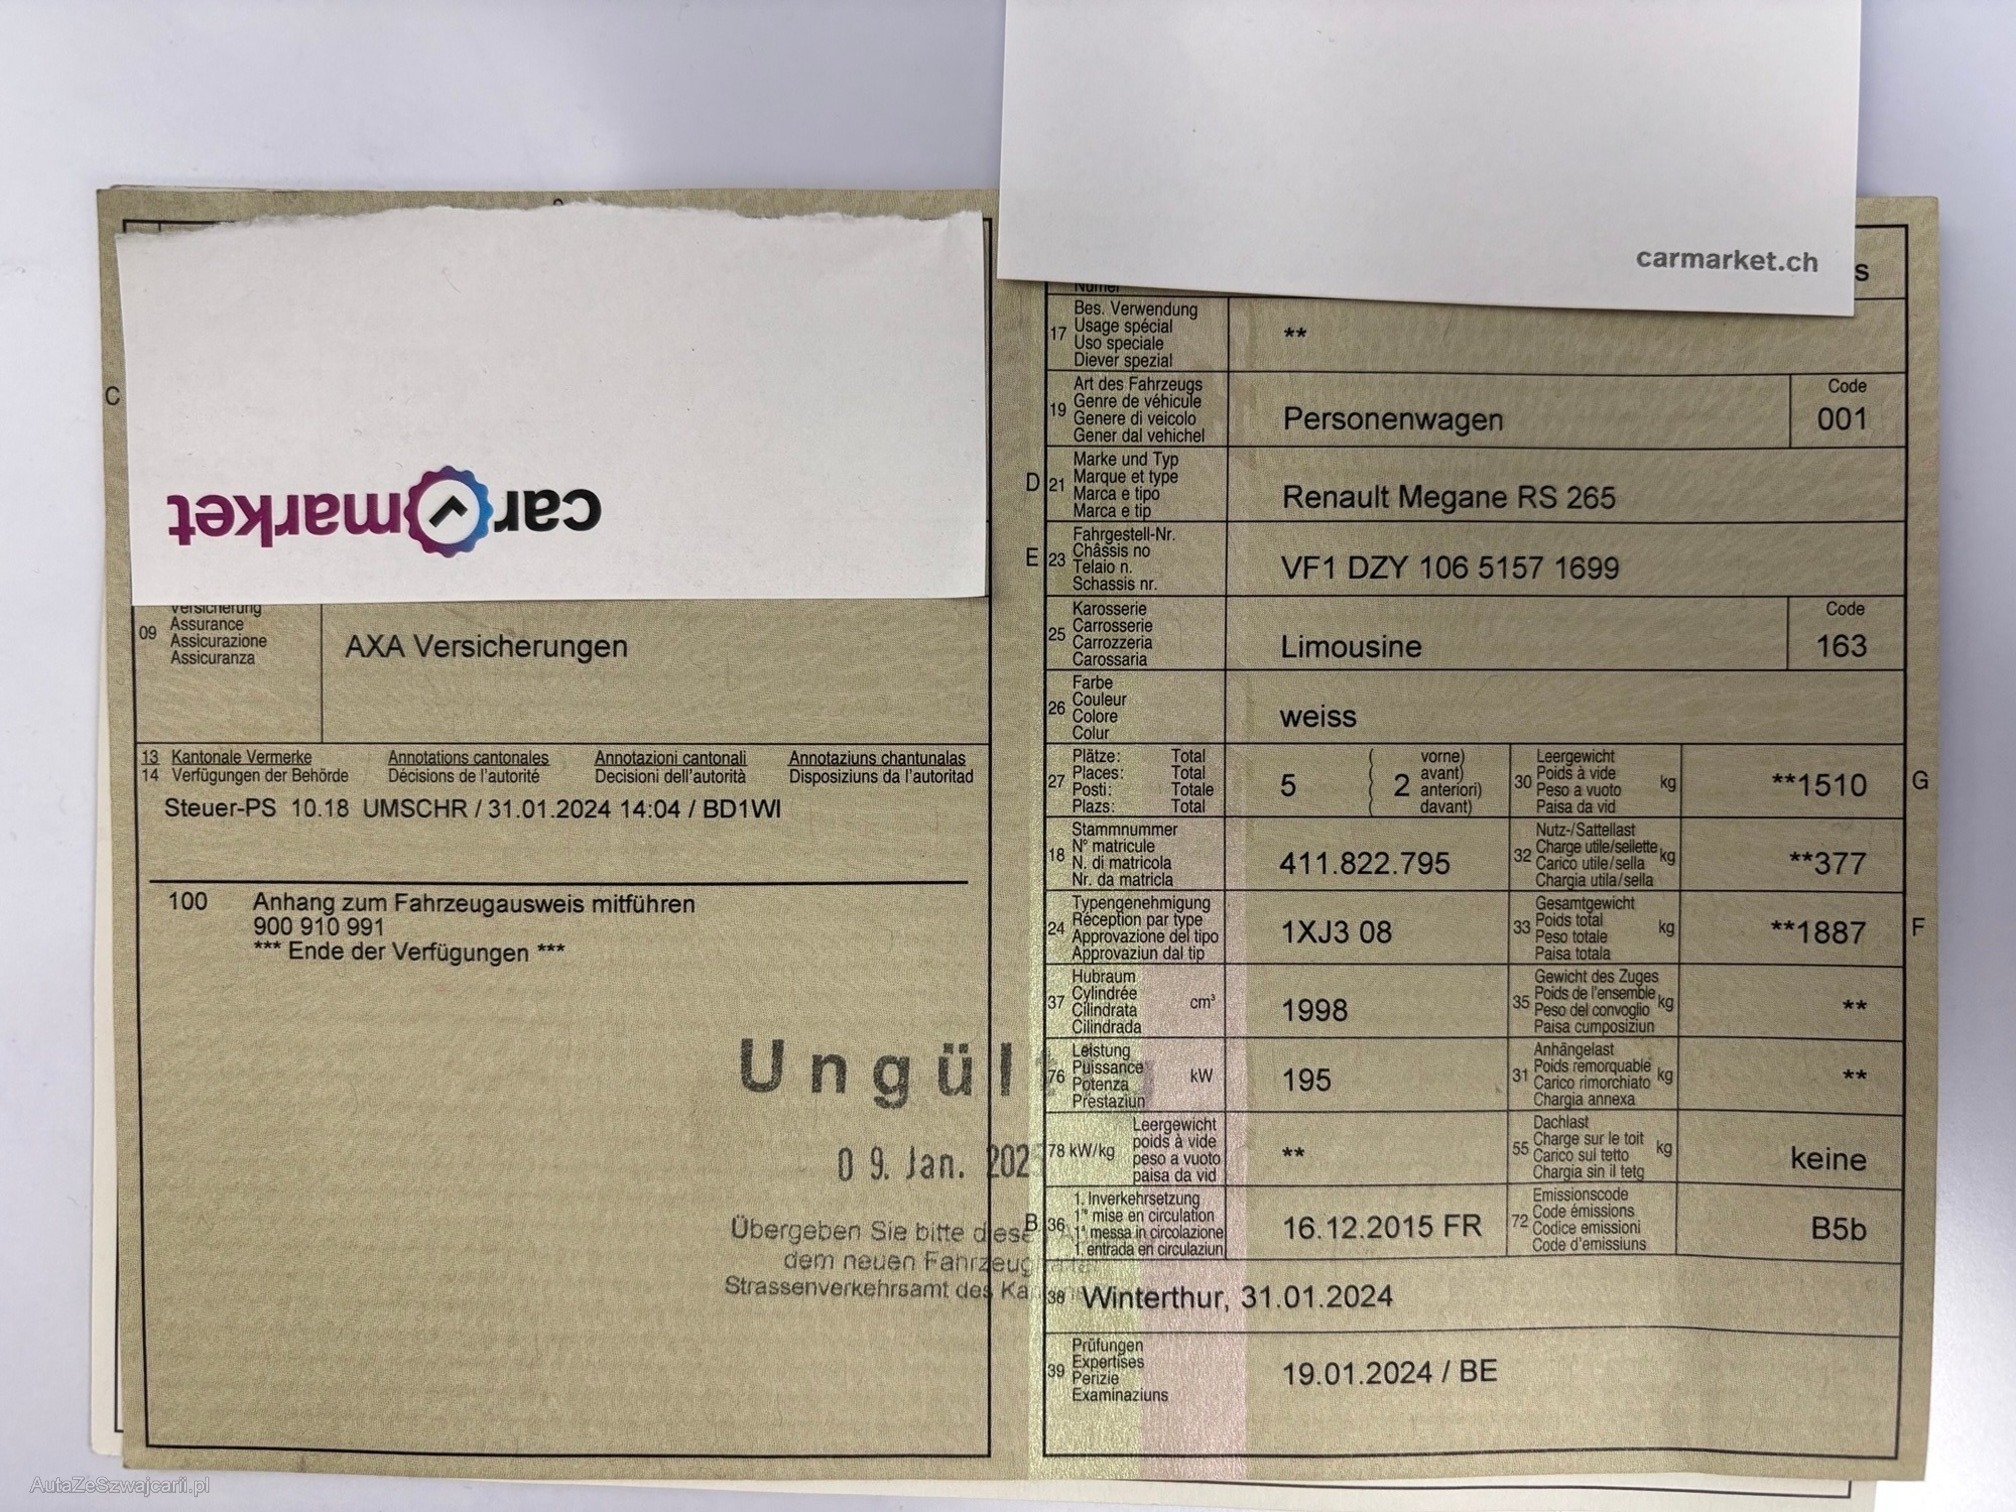 carmarket.ch
s
C
car market
Versicherung
09 Assurance
Assicurazione
Assicuranza
AXA Versicherungen
13 Kantonale Vermerke Annotations cantonales Annotazioni cantonali Annotaziuns chantunalas
14 Verfügungen der Behörde Décisions de l'autorité Decisioni dell'autorità Disposiziuns da l'autoritad
Steuer-PS 10.18 UMSCHR / 31.01.2024 14:04 / BD1WI
100 Anhang zum Fahrzeugausweis mitführen
900 910 991
*** Ende der Verfügungen ***
Ungül
09. Jan. 202
Übergeben Sie bitte diese
dem neuen Fahrzeug
Strassenverkehrsamt des Ka
Numer
17 Bes. Verwendung
Usage spécial
Uso speciale
Diever spezial
**
19 Art des Fahrzeugs
Genre de véhicule
Genere di veicolo
Gener dal vehichel
Personenwagen
Code
001
D 21 Marke und Typ
Marque et type
Marca e tipo
Marca e tip
Renault Megane RS 265
E 23 Fahrgestell-Nr.
Châssis no
Telaio n.
Schassis nr.
VF1 DZY 106 5157 1699
25 Karosserie
Carrosserie
Carrozzeria
Carossaria
Limousine
Code
163
26 Farbe
Couleur
Colore
Colur
weiss
27 Plätze: Total
Places: Total
Posti: Totale
Plazs: Total
5 ( 2 vorne)
avant)
anteriori)
davant)
30 Leergewicht
Poids à vide
Peso a vuoto
Paisa da vid
kg
**1510 G
18 Stammnummer
N° matricule
N. di matricola
Nr. da matricla
411.822.795
32 Nutz-/Sattellast
Charge utile/sellette
Carico utile/sella
Chargia utila/sella
kg
**377
24 Typengenehmigung
Réception par type
Approvazione del tipo
Approvaziun dal tip
1XJ3 08
33 Gesamtgewicht
Poids total
Peso totale
Paisa totala
kg
**1887 F
37 Hubraum
Cylindrée
Cilindrata
Cilindrada
cm³
1998
35 Gewicht des Zuges
Poids de l'ensemble
Peso del convoglio
Paisa cumposiziun
kg
**
76 Leistung
Puissance
Potenza
Prestaziun
kW
195
31 Anhängelast
Poids remorquable
Carico rimorchiato
Chargia annexa
kg
**
78 kW/kg Leergewicht
poids à vide
peso a vuoto
paisa da vid
**
55 Dachlast
Charge sur le toit
Carico sul tetto
Chargia sin il tetg
kg
keine
B 36 1. Inverkehrsetzung
1re mise en circulation
1a messa in circolazione
1. entrada en circulaziun
16.12.2015 FR
72 Emissionscode
Code émissions
Codice emissioni
Code d'emissiuns
B5b
38 Winterthur, 31.01.2024
39 Prüfungen
Expertises
Perizie
Examinaziuns
19.01.2024 / BE
AutaZeSzwajcarii.pl